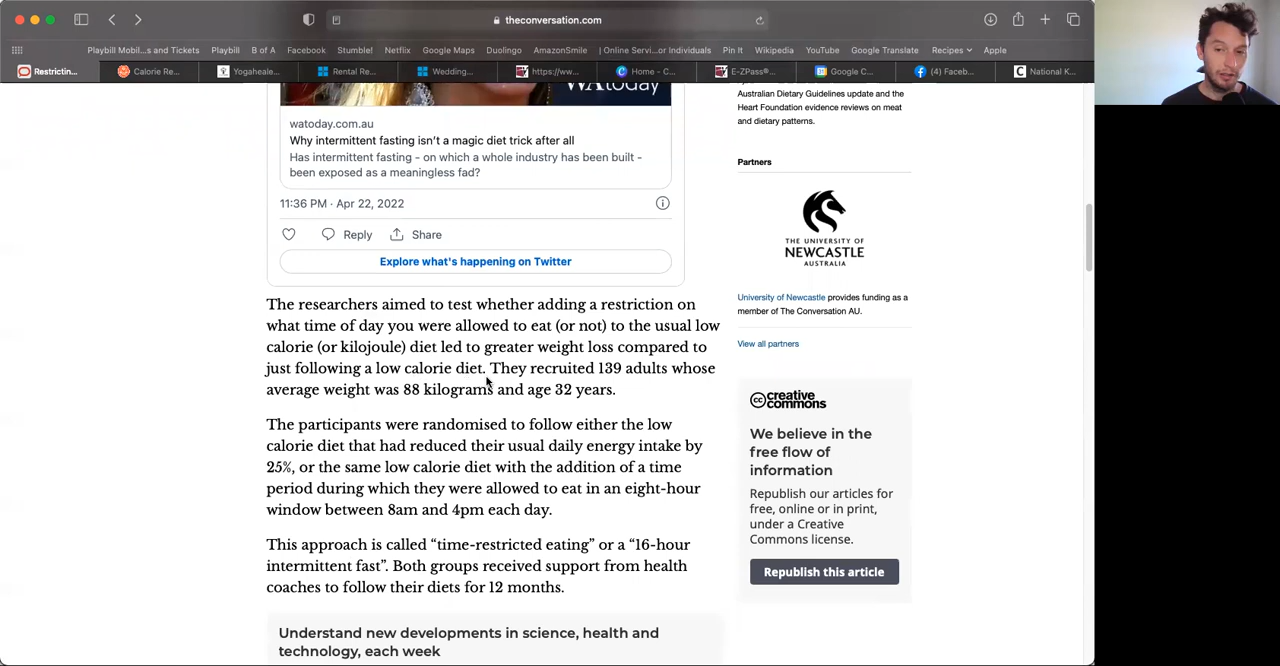 theconversation.com
Playbill Mobil...s and Tickets Playbill B of A Facebook Stumble! Netflix Google Maps Duolingo AmazonSmile | Online Servi...or Individuals Pin It Wikipedia YouTube Google Translate Recipes Apple
Restrictin... Calorie Re... Yogaheale... Rental Re... Wedding... https://ww... Home – C... E-ZPass®... Google C... (4) Faceb... National K...
WAtoday
watoday.com.au
Why intermittent fasting isn't a magic diet trick after all
Has intermittent fasting - on which a whole industry has been built -
been exposed as a meaningless fad?
11:36 PM · Apr 22, 2022
Reply Share
Explore what's happening on Twitter
The researchers aimed to test whether adding a restriction on
what time of day you were allowed to eat (or not) to the usual low
calorie (or kilojoule) diet led to greater weight loss compared to
just following a low calorie diet. They recruited 139 adults whose
average weight was 88 kilograms and age 32 years.
The participants were randomised to follow either the low
calorie diet that had reduced their usual daily energy intake by
25%, or the same low calorie diet with the addition of a time
period during which they were allowed to eat in an eight-hour
window between 8am and 4pm each day.
This approach is called “time-restricted eating” or a “16-hour
intermittent fast”. Both groups received support from health
coaches to follow their diets for 12 months.
Understand new developments in science, health and
technology, each week
Australian Dietary Guidelines update and the
Heart Foundation evidence reviews on meat
and dietary patterns.
Partners
THE UNIVERSITY OF
NEWCASTLE
AUSTRALIA
University of Newcastle provides funding as a
member of The Conversation AU.
View all partners
cc creative
commons
We believe in the
free flow of
information
Republish our articles for
free, online or in print,
under a Creative
Commons license.
Republish this article